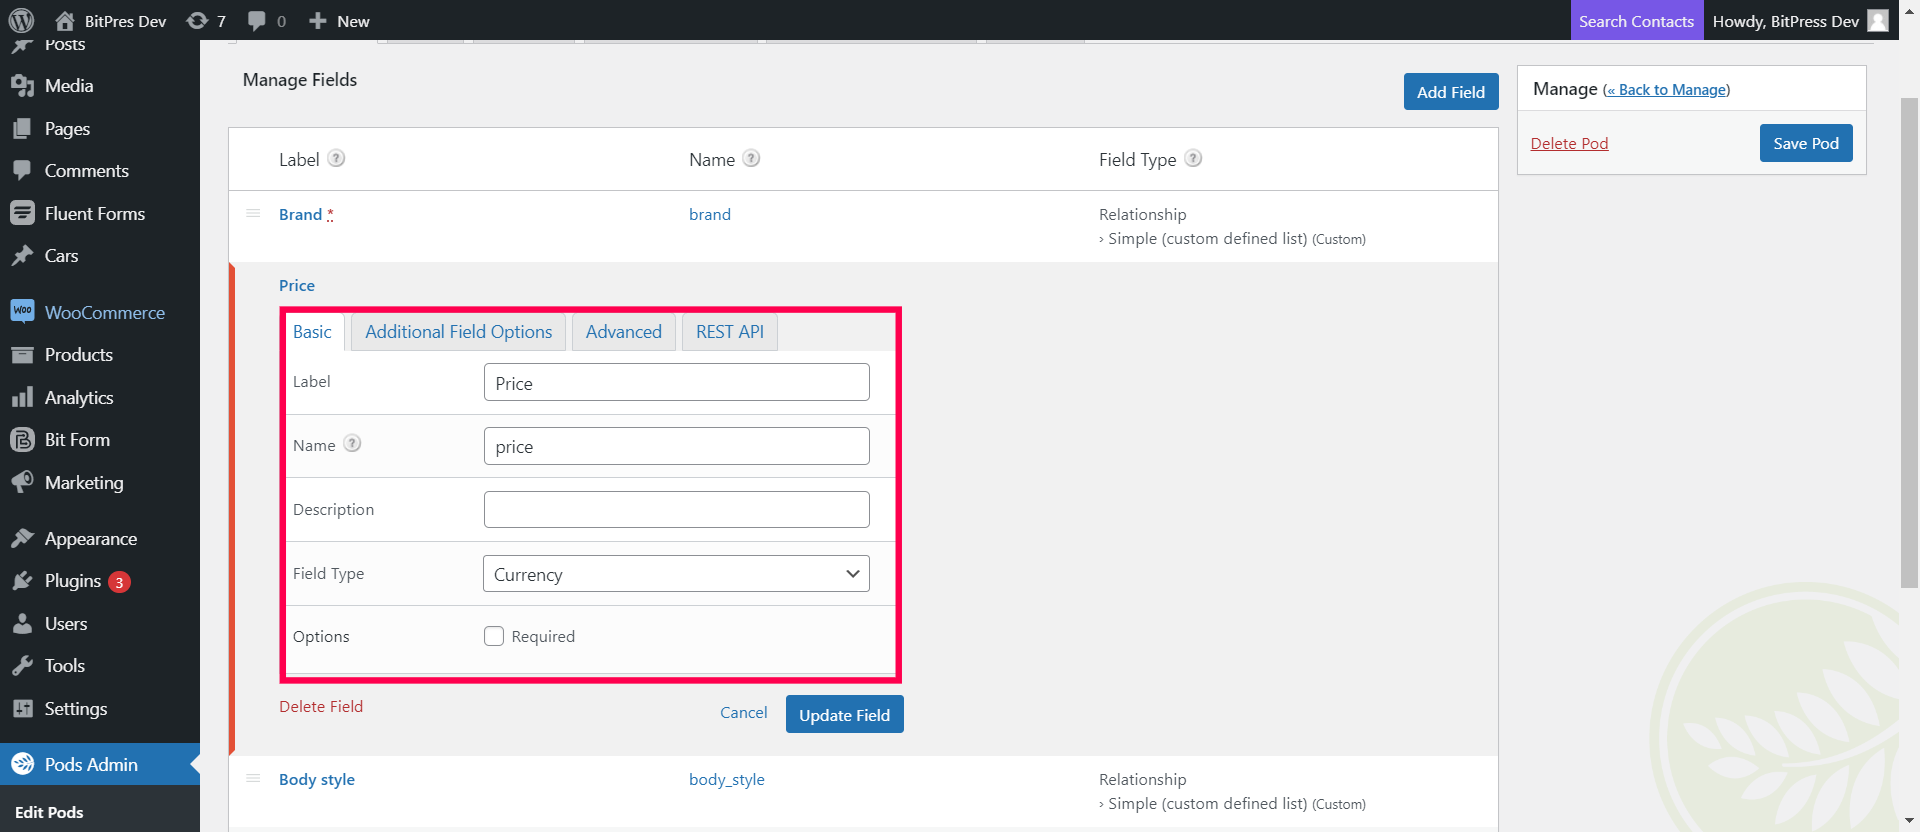 BitPres Dev 7 0 New Search Contacts Howdy, BitPress Dev
Posts
Media
Pages
Comments
Fluent Forms
Cars
Woo WooCommerce
Products
Analytics
Bit Form
Marketing
Appearance
Plugins 3
Users
Tools
Settings
Pods Admin
Edit Pods
Manage Fields
Add Field
Label ? Name ? Field Type ?
Brand * brand Relationship
› Simple (custom defined list) (Custom)
Price
Basic Additional Field Options Advanced REST API
Label Price
Name ? price
Description
Field Type Currency
Options Required
Delete Field Cancel Update Field
Body style body_style Relationship
› Simple (custom defined list) (Custom)
Manage (« Back to Manage)
Delete Pod Save Pod